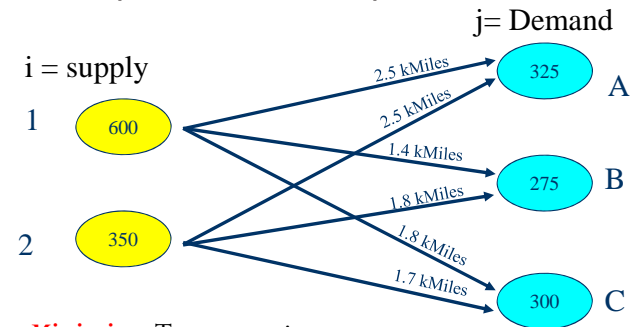 j= Demand
i = supply
2.5 kMiles
325
A
1
600
2.5 kMiles
1.4 kMiles
275
B
1.8 kMiles
2
350
1.8 kMiles
1.7 kMiles
300
C